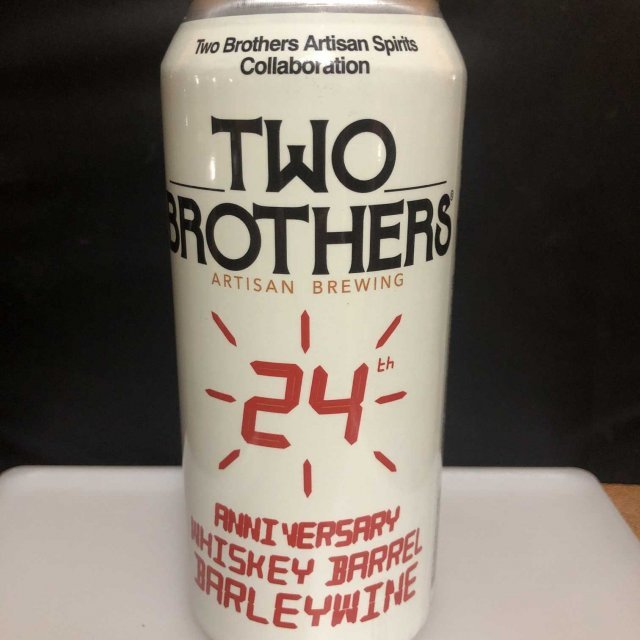 Two Brothers Artisan Spirits
Collaboration
TWO
BROTHERS®
ARTISAN BREWING
24th
ANNIVERSARY
WHISKEY BARREL
BARLEYWINE